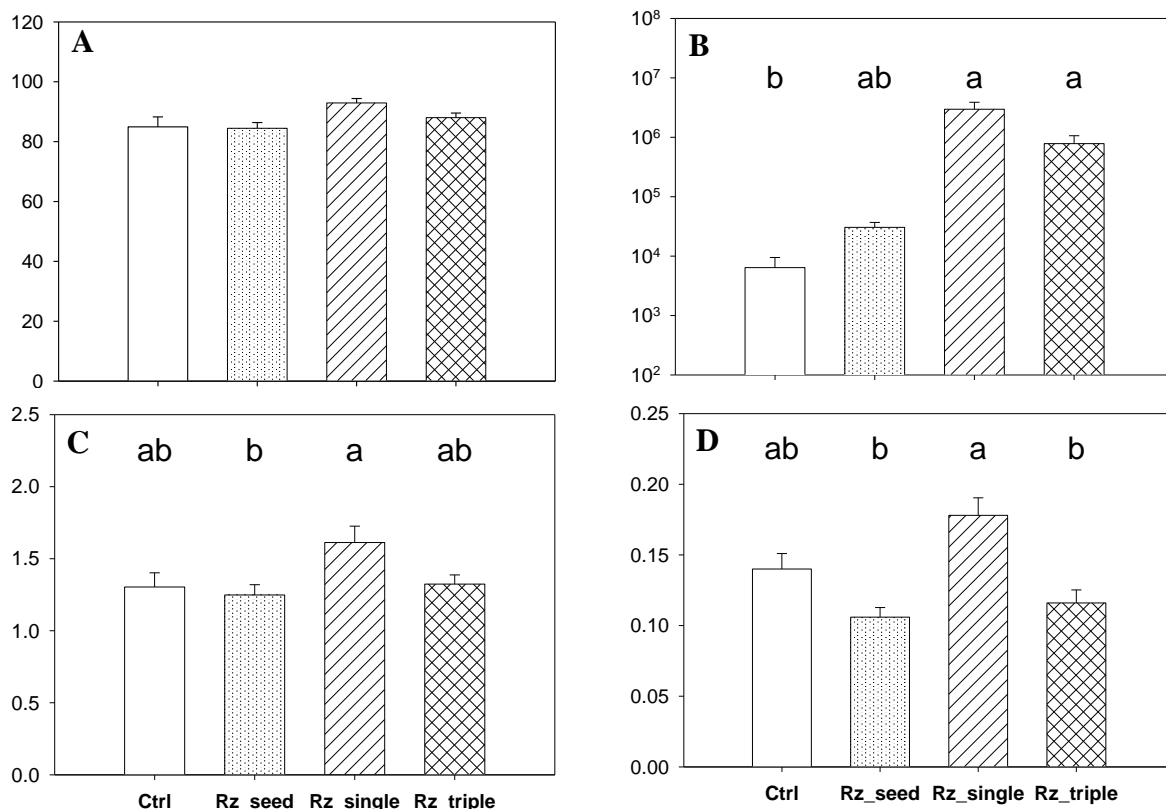 120
100
80
60
40
20
0
A
10⁸
10⁷
10⁶
10⁵
10⁴
10³
10²
B
b ab a a
2.5
2.0
1.5
1.0
0.5
0.0
C
ab b a ab
Ctrl Rz_seed Rz_single Rz_triple
0.25
0.20
0.15
0.10
0.05
0.00
D
ab b a b
Ctrl Rz_seed Rz_single Rz_triple